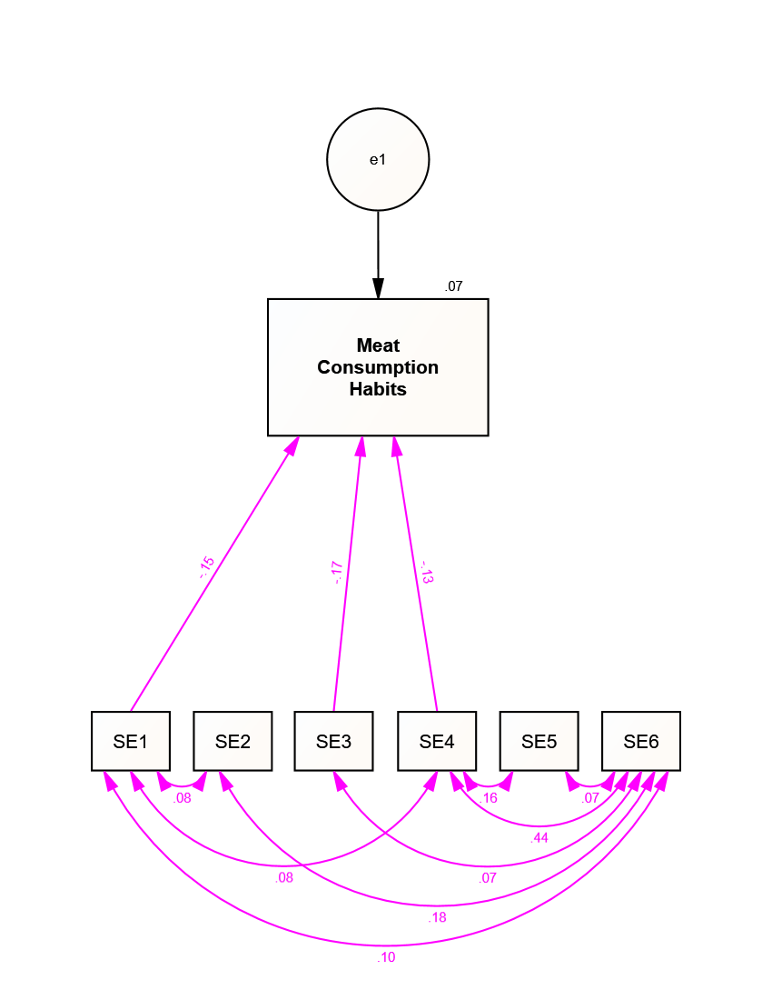 e1
.07
Meat
Consumption
Habits
-.15
-.17
-.13
SE1
SE2
SE3
SE4
SE5
SE6
.08
.16
.07
.44
.08
.07
.18
.10